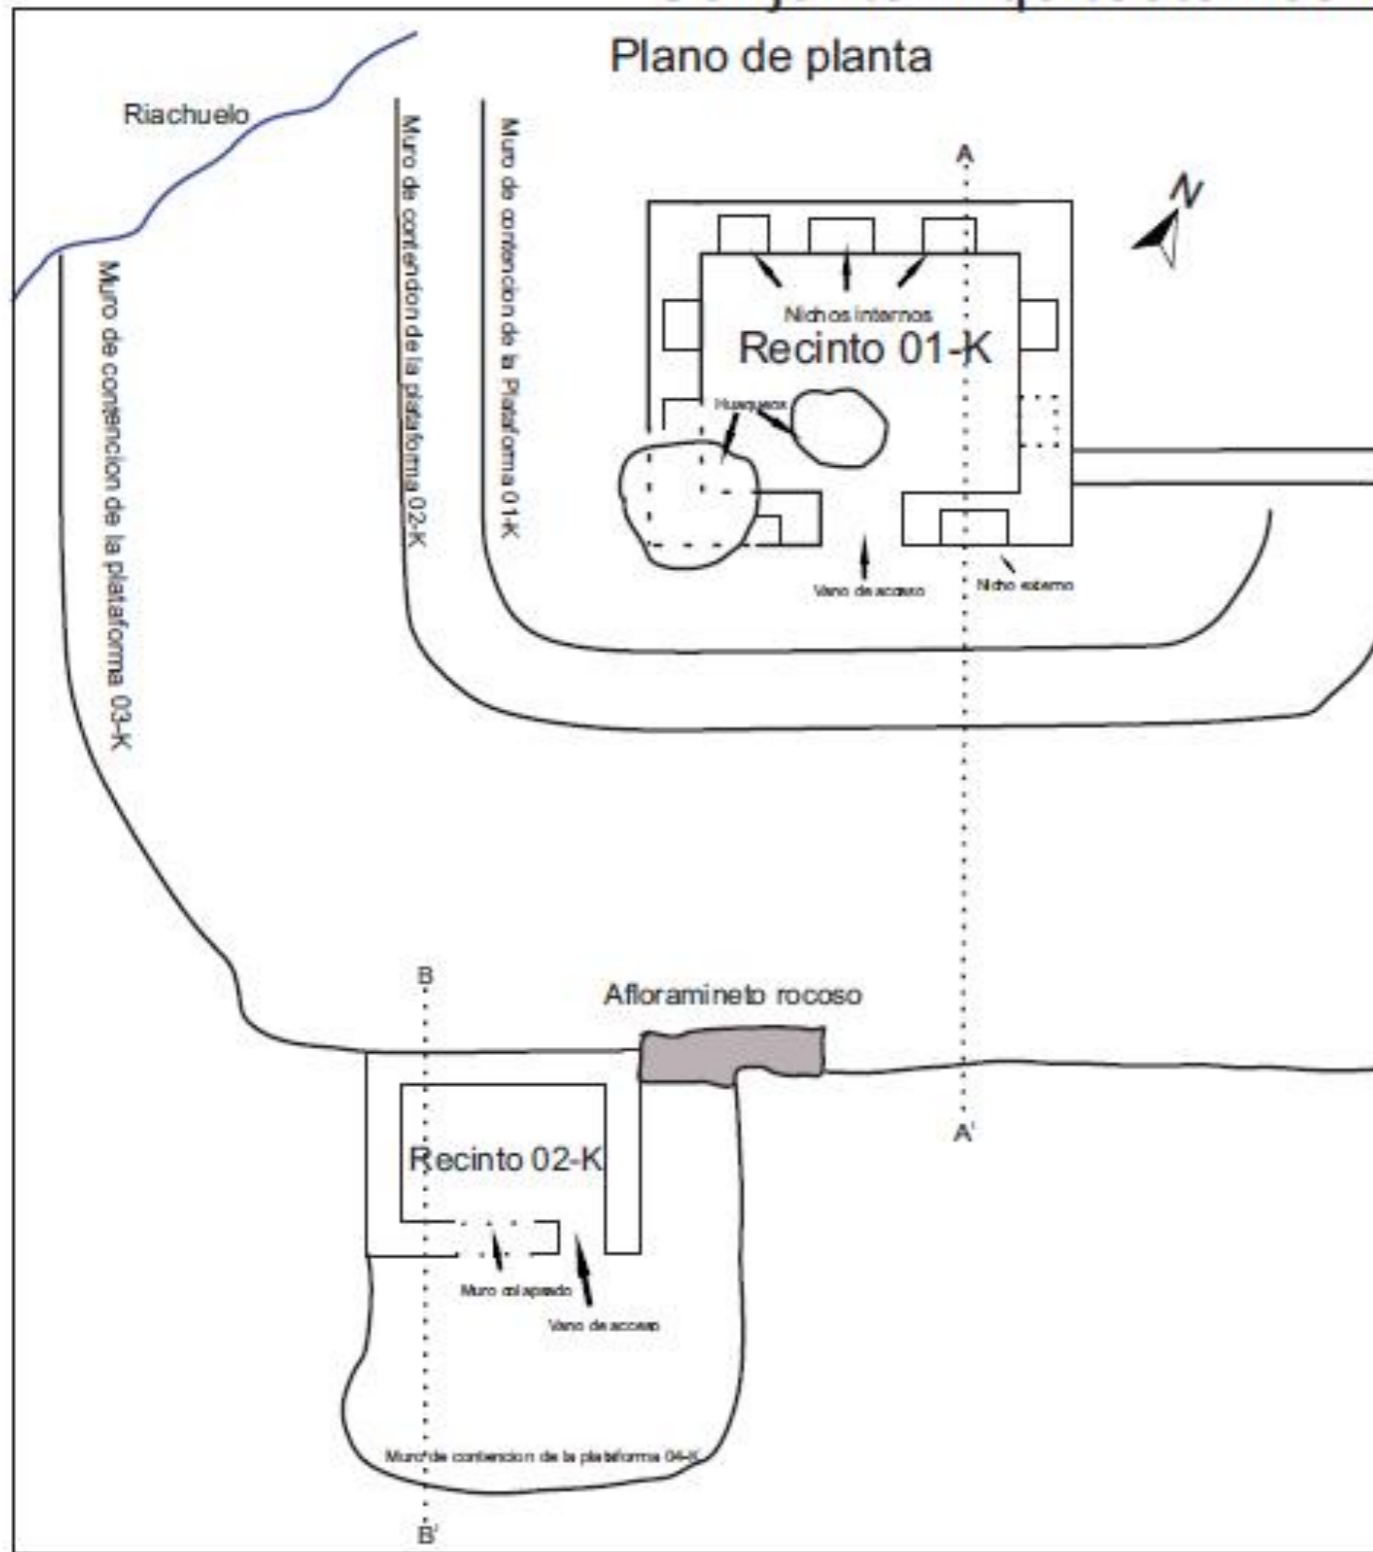 Plano de planta
Riachuelo
Muro de contencion de la plataforma 03-K
Muro de contencion de la plataforma 02-K
Muro de contencion de la Plataforma 01-K
A
N
Nichos internos
Recinto 01-K
Huaqueos
Vano de acceso
Nicho externo
B
Afloramineto rocoso
A'
Recinto 02-K
Muro colapsado
Vano de acceso
Muro de contencion de la plataforma 04-K
B'